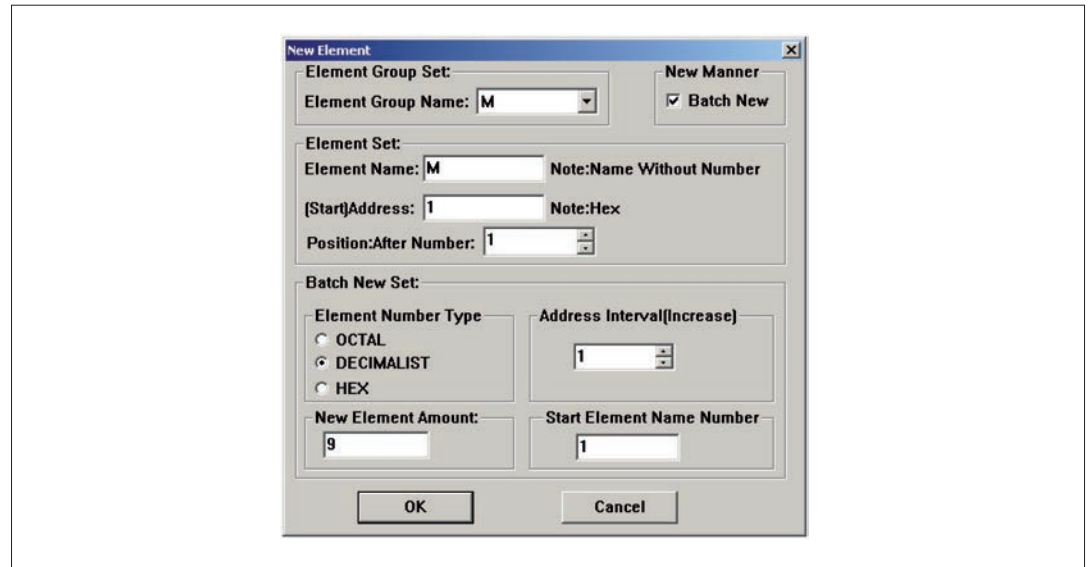 New Element
Element Group Set:
Element Group Name: M
New Manner
Batch New
Element Set:
Element Name: M Note:Name Without Number
(Start)Address: 1 Note:Hex
Position:After Number: 1
Batch New Set:
Element Number Type
OCTAL
DECIMALIST
HEX
Address Interval(Increase)
1
New Element Amount:
9
Start Element Name Number
1
OK Cancel